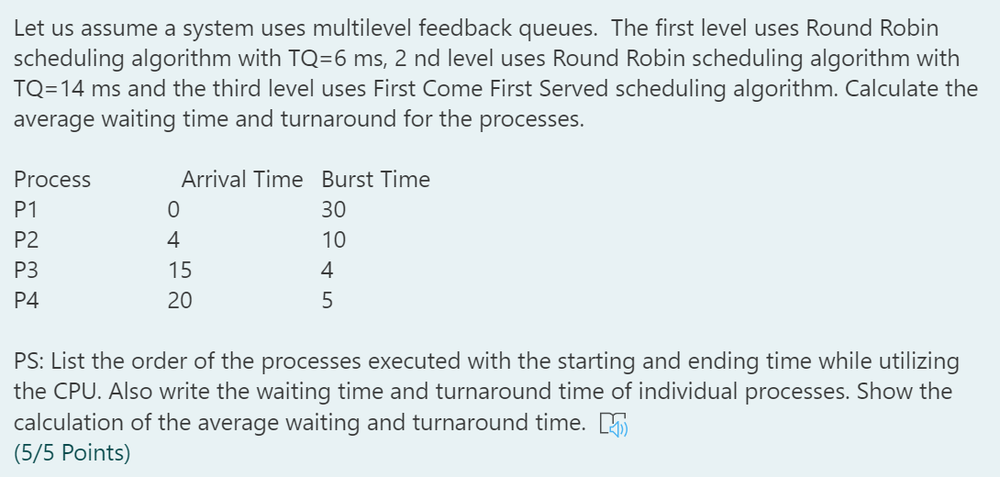 Let us assume a system uses multilevel feedback queues.  The first level uses Round Robin
scheduling algorithm with TQ=6 ms, 2 nd level uses Round Robin scheduling algorithm with
TQ=14 ms and the third level uses First Come First Served scheduling algorithm. Calculate the
average waiting time and turnaround for the processes.
Process Arrival Time Burst Time
P1 0 30
P2 4 10
P3 15 4
P4 20 5
PS: List the order of the processes executed with the starting and ending time while utilizing
the CPU. Also write the waiting time and turnaround time of individual processes. Show the
calculation of the average waiting and turnaround time.
(5/5 Points)